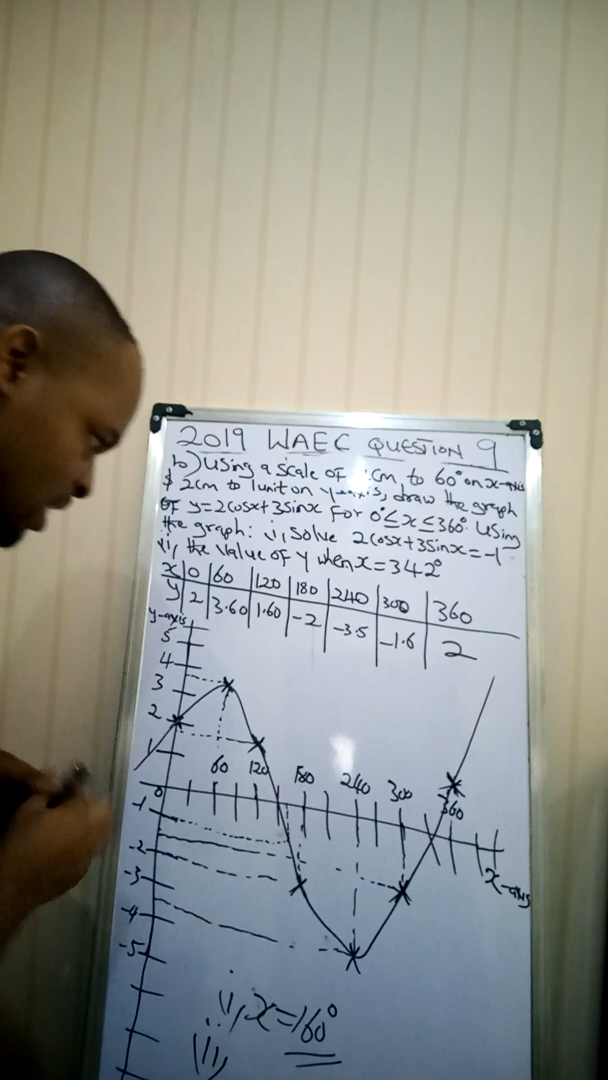 2019 WAEC QUESTION 9
b) Using a scale of cm to 60° on x-axis
& 2cm to 1 unit on y-axis, draw the graph
of y=2cosx+3sinx for 0°≤x≤360°. Using
the graph: i, solve 2cosx+3sinx=-1
ii, the value of y when x=342°
x 0 60 120 180 240 300 360
y 2 3.60 1.60 -2 -3.5 -1.6 2
y-axis
5
4
3
2
1
60 120 180 240 300 360
0
-1
-2
x-axis
-3
-4
-5
i, x=160°
ii,